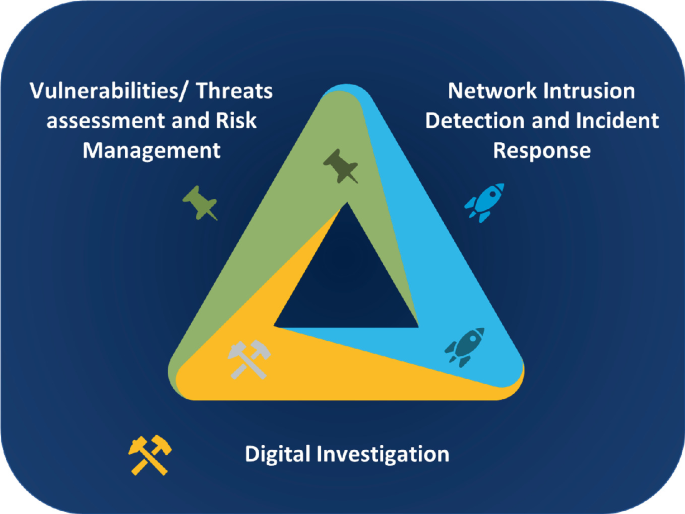 Vulnerabilities/ Threats
assessment and Risk
Management
Network Intrusion
Detection and Incident
Response
Digital Investigation